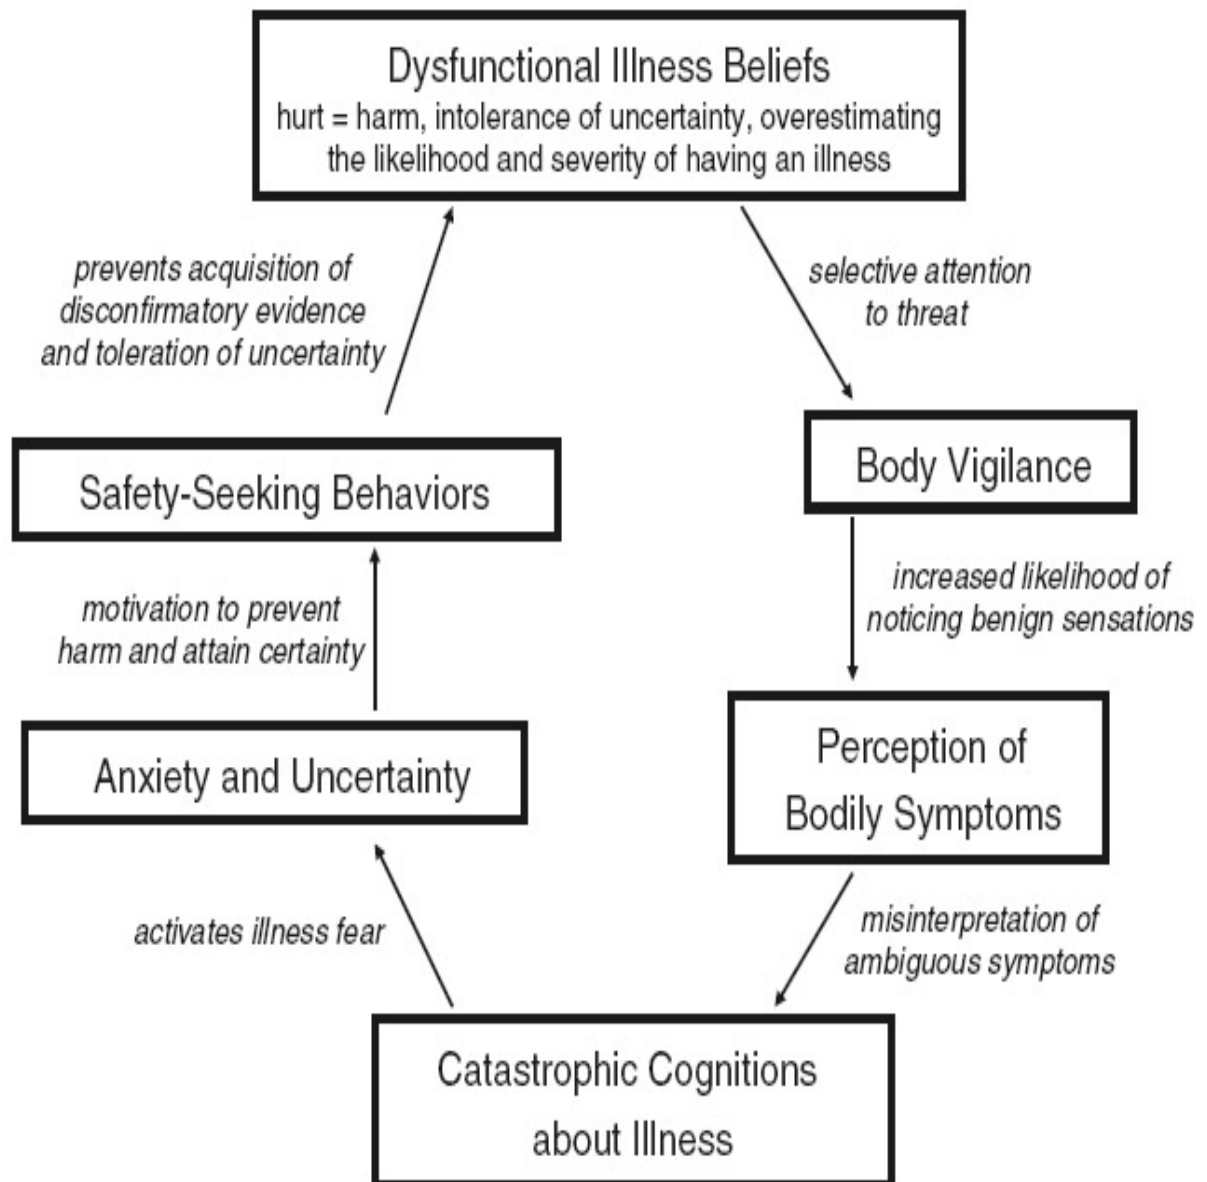 Dysfunctional Illness Beliefs
hurt = harm, intolerance of uncertainty, overestimating
the likelihood and severity of having an illness
prevents acquisition of
disconfirmatory evidence
and toleration of uncertainty
selective attention
to threat
Safety-Seeking Behaviors
Body Vigilance
motivation to prevent
harm and attain certainty
increased likelihood of
noticing benign sensations
Anxiety and Uncertainty
Perception of
Bodily Symptoms
activates illness fear
misinterpretation of
ambiguous symptoms
Catastrophic Cognitions
about Illness